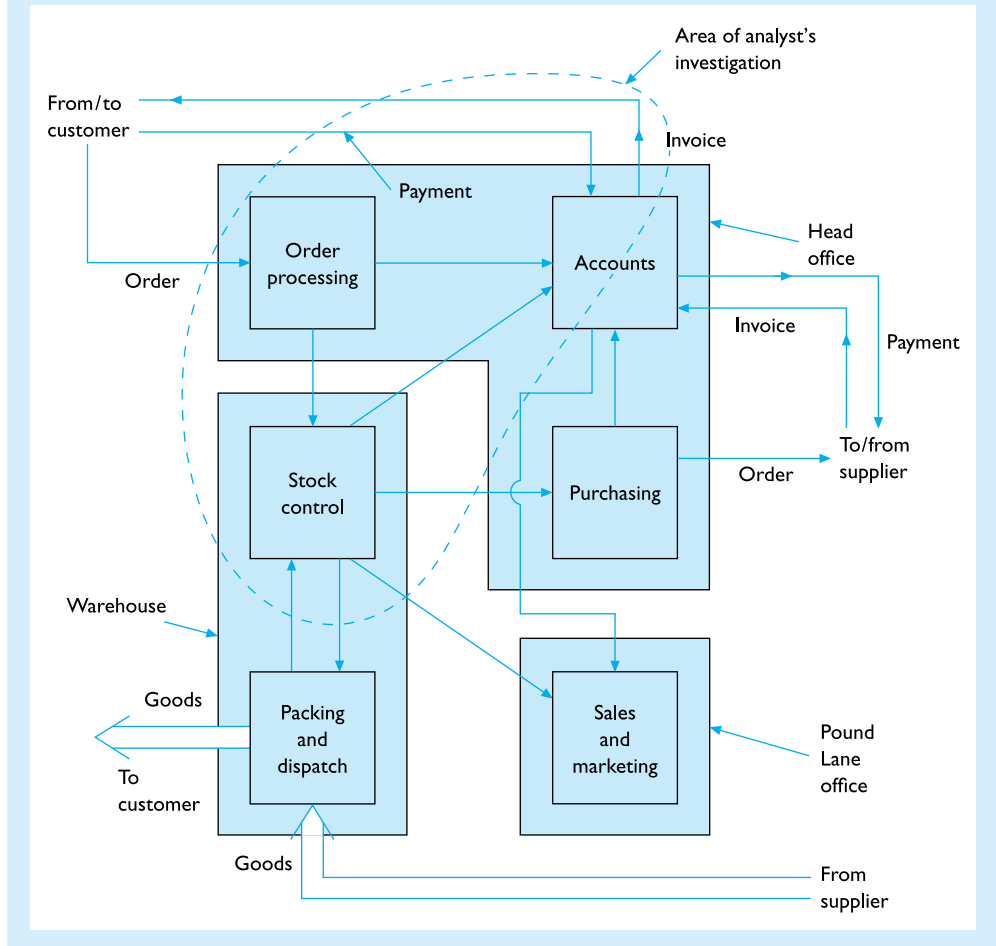 Area of analyst's
investigation
From/to
customer
Invoice
Payment
Order
processing
Accounts
Head
office
Order
Invoice
Payment
To/from
supplier
Stock
control
Purchasing
Order
Warehouse
Goods
To
customer
Packing
and
dispatch
Sales
and
marketing
Pound
Lane
office
Goods
From
supplier